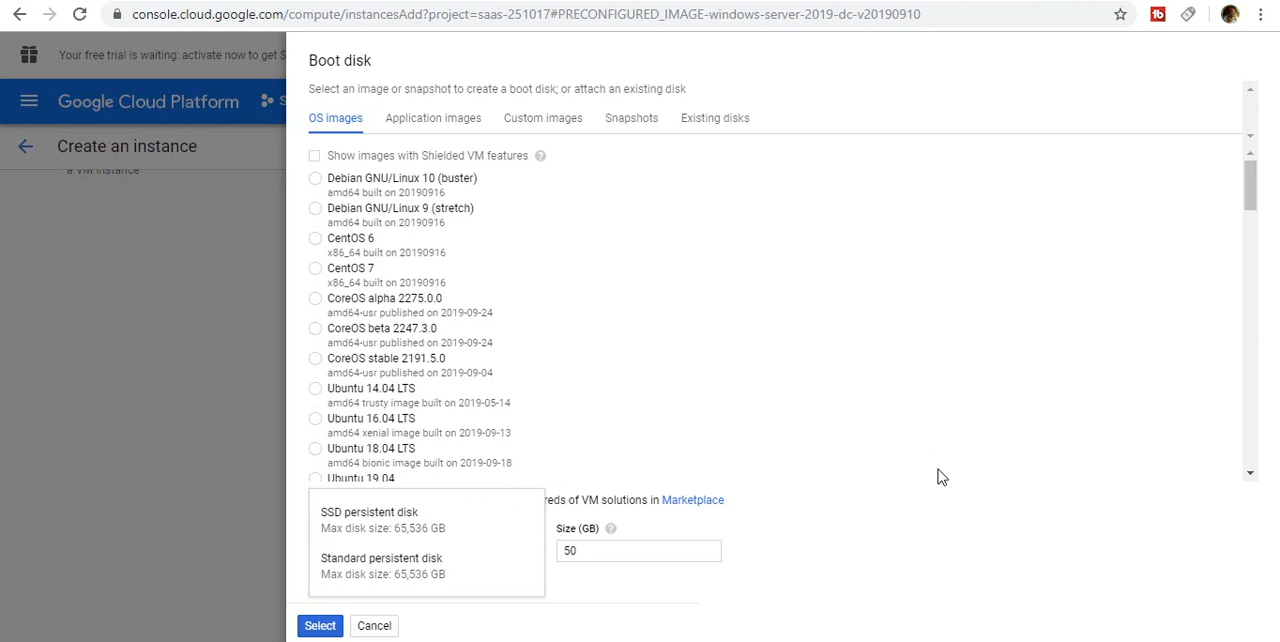 console.cloud.google.com/compute/instancesAdd?project=saas-251017#PRECONFIGURED_IMAGE-windows-server-2019-dc-v20190910
Your free trial is waiting: activate now to get
Google Cloud Platform
Create an instance
a VM instance
Boot disk
Select an image or snapshot to create a boot disk; or attach an existing disk
OS images Application images Custom images Snapshots Existing disks
Show images with Shielded VM features
Debian GNU/Linux 10 (buster)
amd64 built on 20190916
Debian GNU/Linux 9 (stretch)
amd64 built on 20190916
CentOS 6
x86_64 built on 20190916
CentOS 7
x86_64 built on 20190916
CoreOS alpha 2275.0.0
amd64-usr published on 2019-09-24
CoreOS beta 2247.3.0
amd64-usr published on 2019-09-24
CoreOS stable 2191.5.0
amd64-usr published on 2019-09-04
Ubuntu 14.04 LTS
amd64 trusty image built on 2019-05-14
Ubuntu 16.04 LTS
amd64 xenial image built on 2019-09-13
Ubuntu 18.04 LTS
amd64 bionic image built on 2019-09-18
Ubuntu 19.04
reds of VM solutions in Marketplace
SSD persistent disk
Max disk size: 65,536 GB
Standard persistent disk
Max disk size: 65,536 GB
Size (GB)
50
Select Cancel